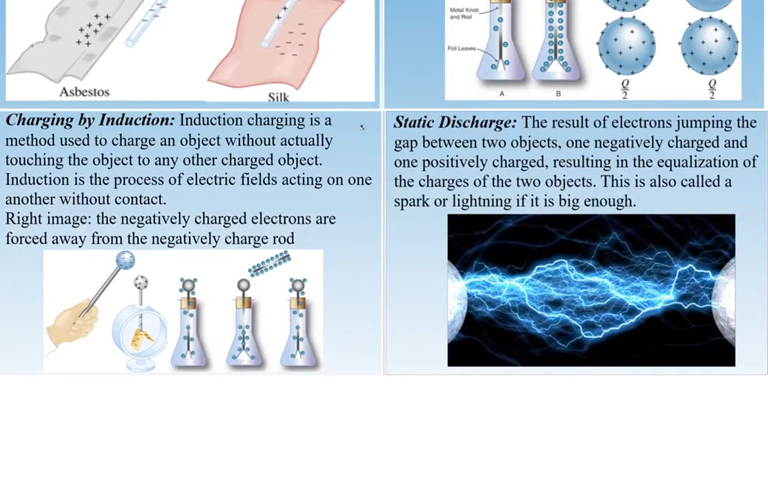 Asbestos
Silk
Metal Knob
and Rod
Foil Leaves
A
B
Q
2
Q
2
Charging by Induction: Induction charging is a
method used to charge an object without actually
touching the object to any other charged object.
Induction is the process of electric fields acting on one
another without contact.
Right image: the negatively charged electrons are
forced away from the negatively charge rod
Static Discharge: The result of electrons jumping the
gap between two objects, one negatively charged and
one positively charged, resulting in the equalization of
the charges of the two objects. This is also called a
spark or lightning if it is big enough.